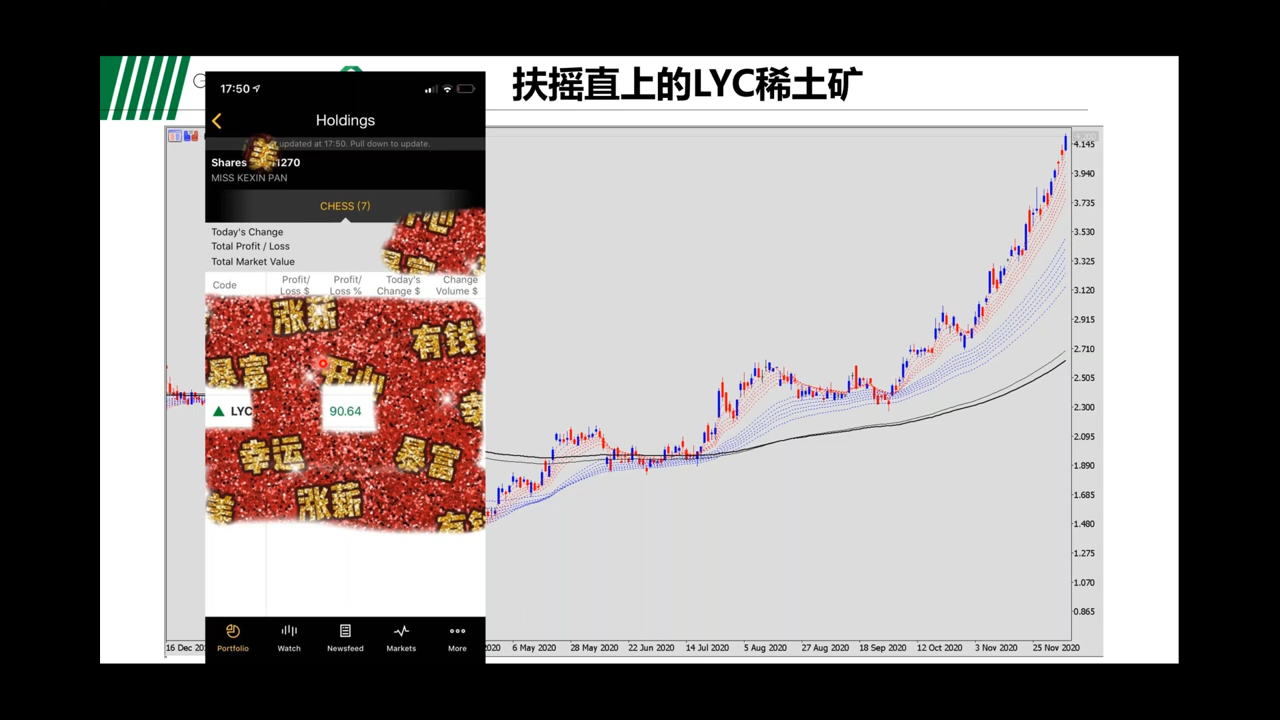 扶摇直上的LYC稀土矿
17:50
Holdings
updated at 17:50. Pull down to update.
Shares
1270
MISS KEXIN PAN
CHESS (7)
Today's Change
Total Profit / Loss
Total Market Value
Code
Profit/ Loss $
Profit/ Loss %
Today's Change $
Change Volume $
涨薪
有钱
暴富
开心
LYC
90.64
幸运
暴富
涨薪
Portfolio
Watch
Newsfeed
Markets
More
4.145
3.940
3.735
3.530
3.325
3.120
2.915
2.710
2.505
2.300
2.095
1.890
1.685
1.480
1.275
1.070
0.865
16 Dec 20
2020
6 May 2020
28 May 2020
22 Jun 2020
14 Jul 2020
5 Aug 2020
27 Aug 2020
18 Sep 2020
12 Oct 2020
3 Nov 2020
25 Nov 2020